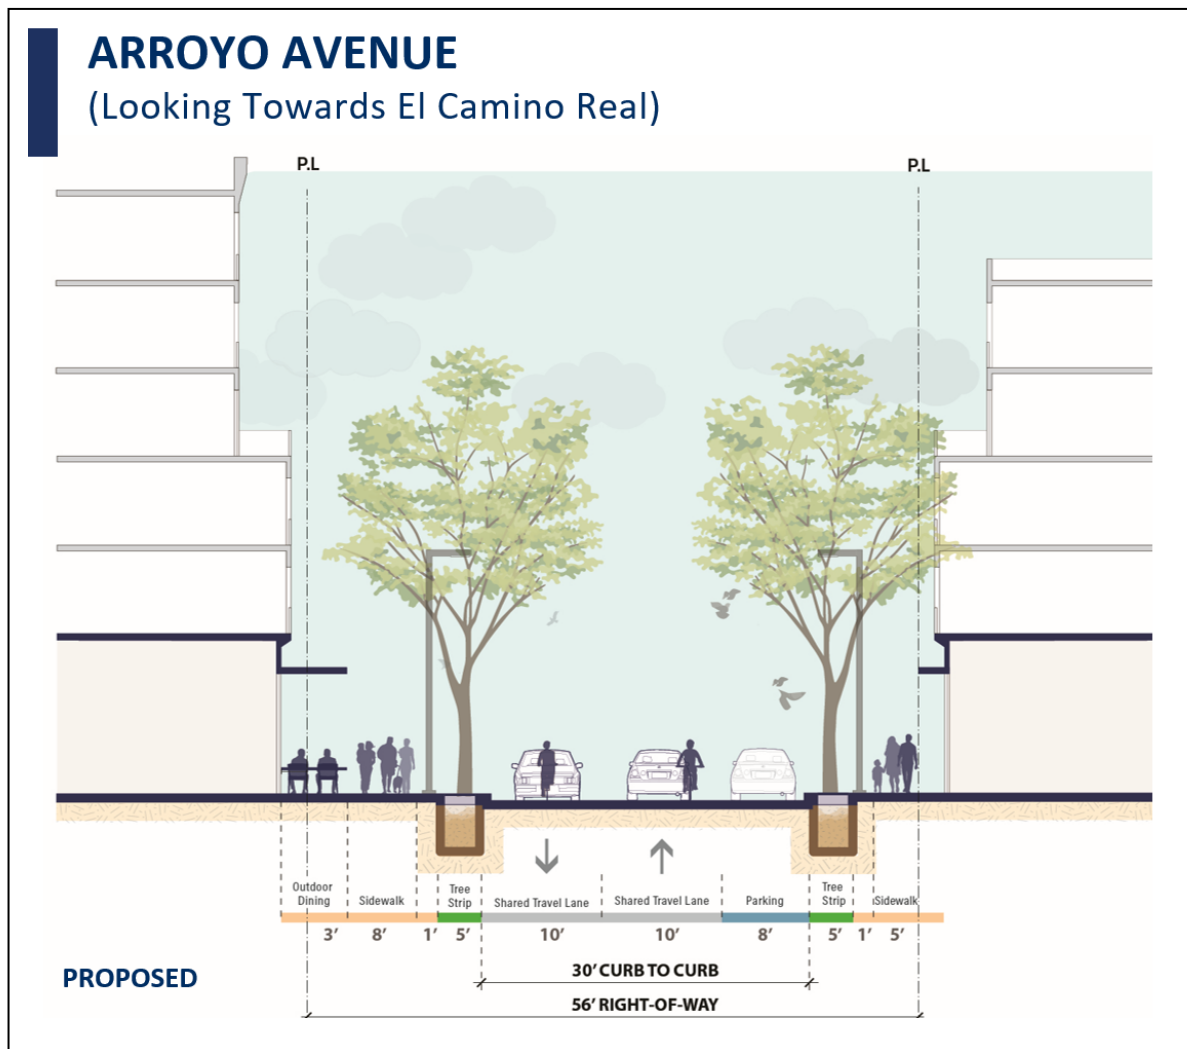 ARROYO AVENUE
(Looking Towards El Camino Real)
P.L
P.L
Outdoor
Dining
Sidewalk
Tree
Strip
Shared Travel Lane
Shared Travel Lane
Parking
Tree
Strip
Sidewalk
3’ 8’ 1’ 5’ 10’ 10’ 8’ 5’ 1’ 5’
PROPOSED
30’ CURB TO CURB
56’ RIGHT-OF-WAY